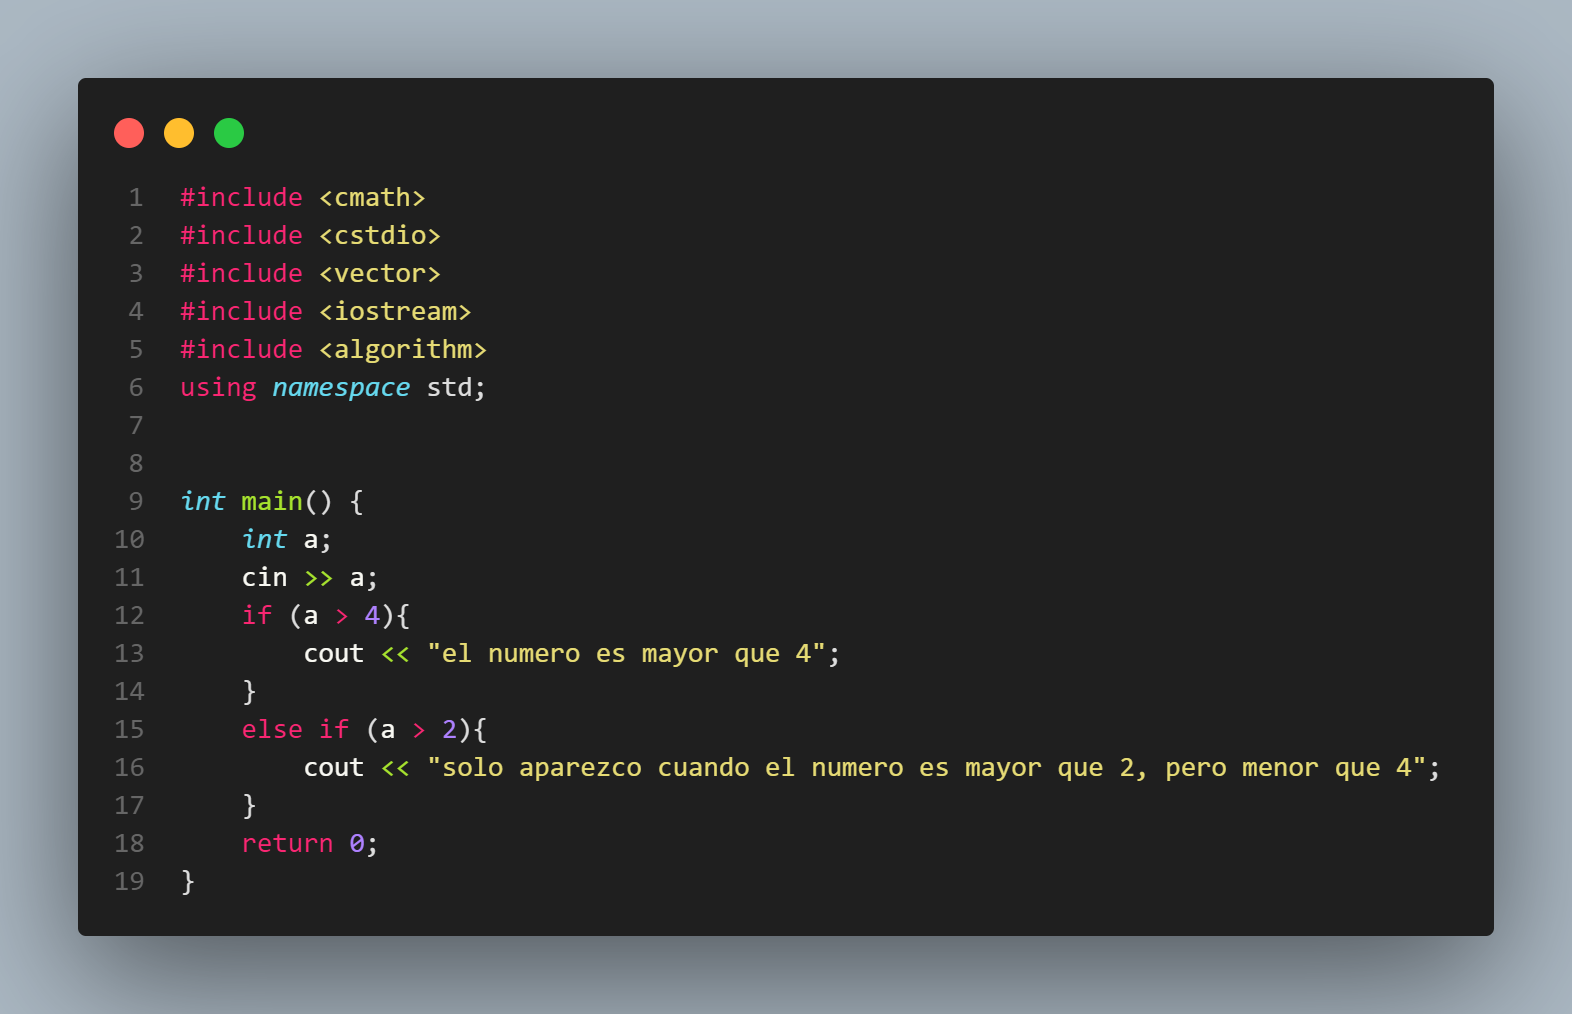 1 #include <cmath>
2 #include <cstdio>
3 #include <vector>
4 #include <iostream>
5 #include <algorithm>
6 using namespace std;
7
8
9 int main() {
10     int a;
11     cin >> a;
12     if (a > 4){
13         cout << "el numero es mayor que 4";
14     }
15     else if (a > 2){
16         cout << "solo aparezco cuando el numero es mayor que 2, pero menor que 4";
17     }
18     return 0;
19 }